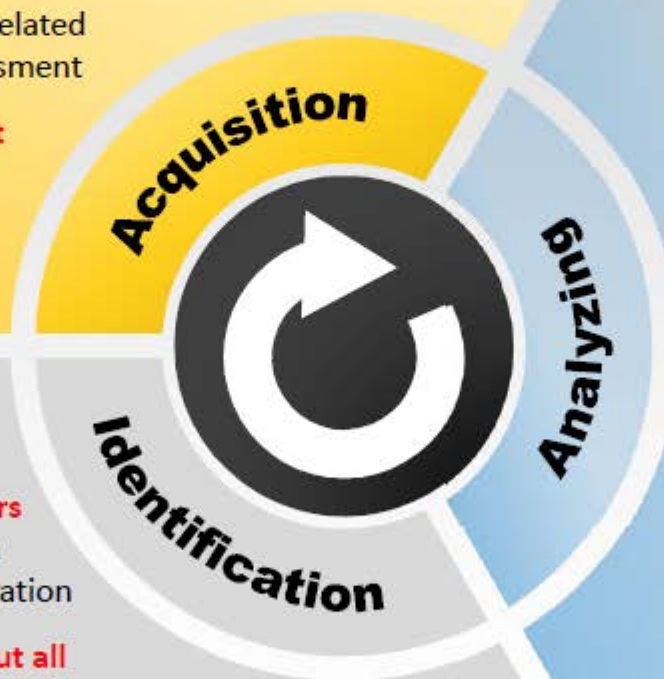 elated
sment
t
Acquisition
Analyzing
Identification
rs
ation
ut all